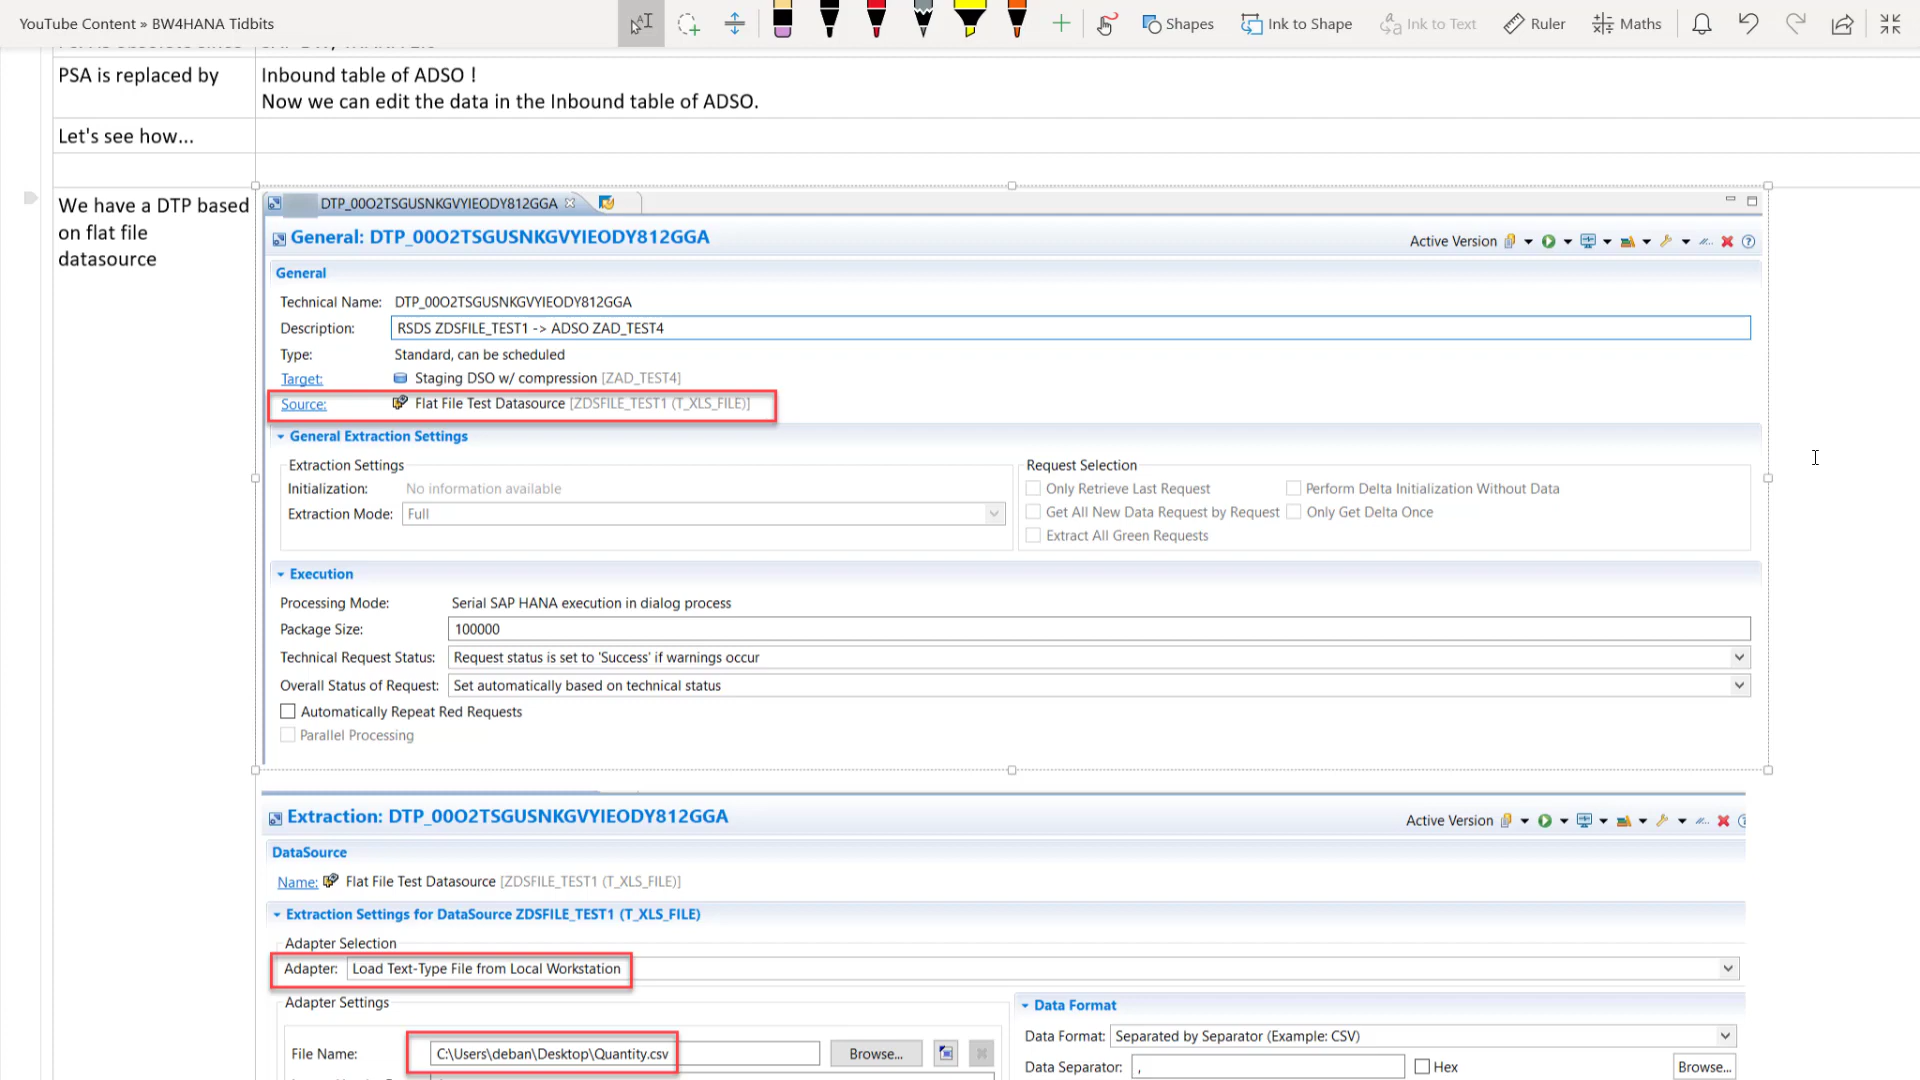 YouTube Content » BW4HANA Tidbits
Shapes
Ink to Shape
Ink to Text
Ruler
Maths
PSA is replaced by
Inbound table of ADSO !
Now we can edit the data in the Inbound table of ADSO.
Let's see how...
We have a DTP based
on flat file
datasource
DTP_00O2TSGUSNKGVYIEODY812GGA
General: DTP_00O2TSGUSNKGVYIEODY812GGA
Active Version
General
Technical Name: DTP_00O2TSGUSNKGVYIEODY812GGA
Description: RSDS ZDSFILE_TEST1 -> ADSO ZAD_TEST4
Type: Standard, can be scheduled
Target: Staging DSO w/ compression [ZAD_TEST4]
Source: Flat File Test Datasource [ZDSFILE_TEST1 (T_XLS_FILE)]
General Extraction Settings
Extraction Settings
Initialization: No information available
Extraction Mode: Full
Request Selection
Only Retrieve Last Request
Perform Delta Initialization Without Data
Get All New Data Request by Request
Only Get Delta Once
Extract All Green Requests
Execution
Processing Mode: Serial SAP HANA execution in dialog process
Package Size: 100000
Technical Request Status: Request status is set to 'Success' if warnings occur
Overall Status of Request: Set automatically based on technical status
Automatically Repeat Red Requests
Parallel Processing
Extraction: DTP_00O2TSGUSNKGVYIEODY812GGA
Active Version
DataSource
Name: Flat File Test Datasource [ZDSFILE_TEST1 (T_XLS_FILE)]
Extraction Settings for DataSource ZDSFILE_TEST1 (T_XLS_FILE)
Adapter Selection
Adapter: Load Text-Type File from Local Workstation
Adapter Settings
File Name: C:\Users\deban\Desktop\Quantity.csv
Browse...
Data Format
Data Format: Separated by Separator (Example: CSV)
Data Separator: ,
Hex
Browse...